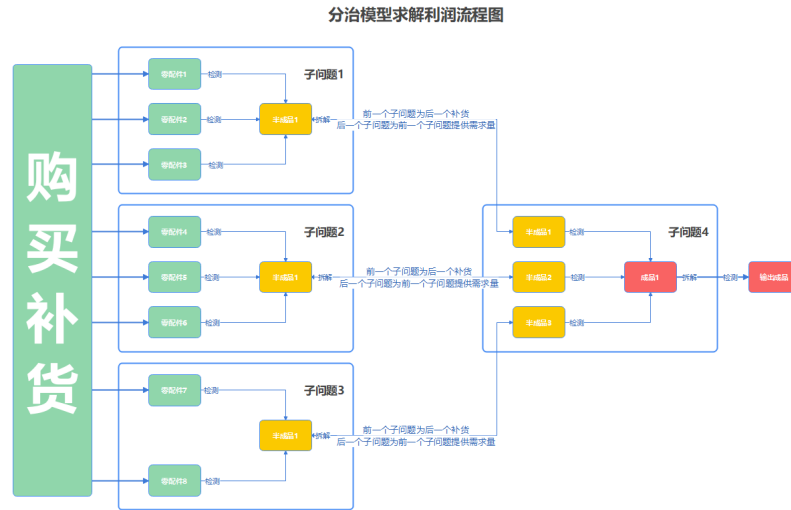 分治模型求解利润流程图
购买补货
子问题1
零配件1
检测
零配件2
检测
半成品1
拆解
零配件3
检测
前一个子问题为后一个补货
后一个子问题为前一个子问题提供需求量
子问题2
零配件4
检测
零配件5
检测
半成品1
拆解
零配件6
检测
前一个子问题为后一个补货
后一个子问题为前一个子问题提供需求量
子问题3
零配件7
检测
半成品1
拆解
零配件8
检测
前一个子问题为后一个补货
后一个子问题为前一个子问题提供需求量
子问题4
半成品1
检测
半成品2
检测
成品1
拆解
检测
输出成品
半成品3
检测